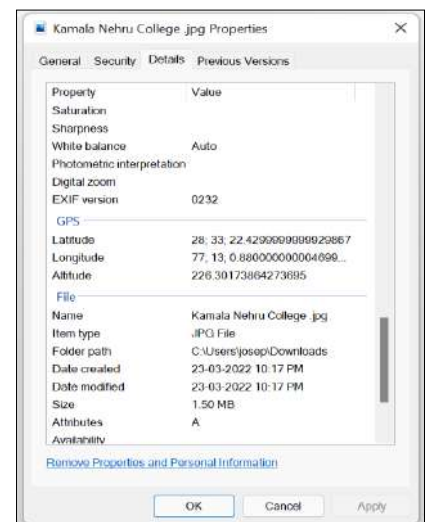 Kamala Nehru College .jpg Properties
General Security Details Previous Versions
Property Value
Saturation
Sharpness
White balance Auto
Photometric interpretation
Digital zoom
EXIF version 0232
GPS
Latitude 28; 33; 22.4299999999929867
Longitude 77; 13; 0.880000000004699...
Altitude 226.30173864273695
File
Name Kamala Nehru College .jpg
Item type JPG File
Folder path C:\Users\josep\Downloads
Date created 23-03-2022 10:17 PM
Date modified 23-03-2022 10:17 PM
Size 1.50 MB
Attributes A
Availability
Remove Properties and Personal Information
OK Cancel Apply